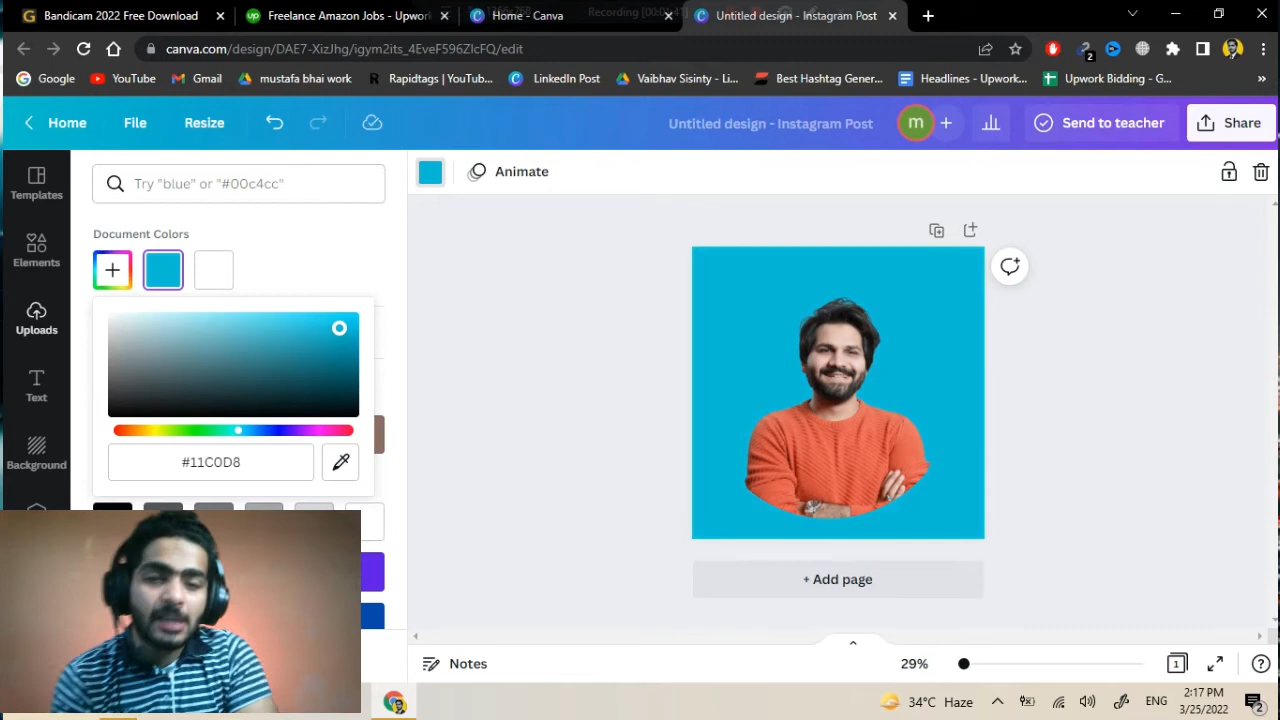 Bandicam 2022 Free Download
Freelance Amazon Jobs - Upwork
Home - Canva
Untitled design - Instagram Post
canva.com/design/DAE7-XizJhg/igym2its_4EveF596ZlcFQ/edit
2
Google
YouTube
Gmail
mustafa bhai work
Rapidtags | YouTub...
LinkedIn Post
Vaibhav Sisinty - Li...
Best Hashtag Gener...
Headlines - Upwork...
Upwork Bidding - G...
»
Home
File
Resize
Untitled design - Instagram Post
m
Send to teacher
Share
Templates
Elements
Uploads
Text
Background
Try "blue" or "#00c4cc"
Document Colors
#11C0D8
Animate
+ Add page
Notes
29%
1
34°C Haze
ENG
2:17 PM
3/25/2022
2